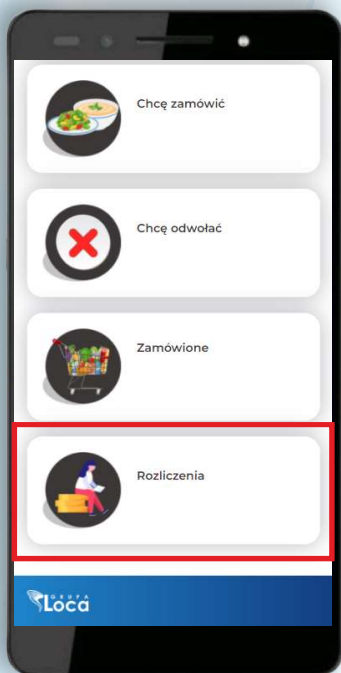 Chcę zamówić
Chcę odwołać
Zamówione
Rozliczenia
GRUPA
Loca